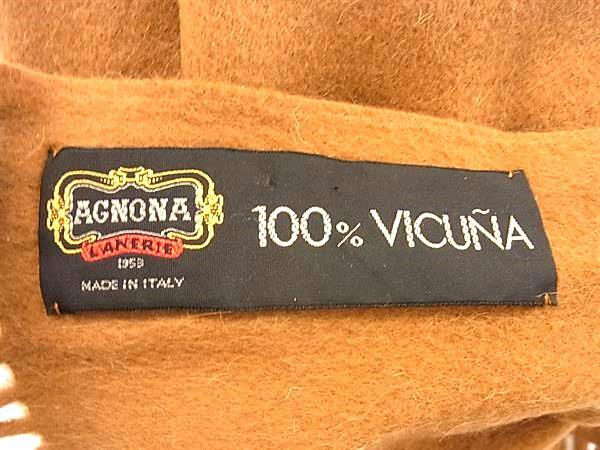 AGNONA
LANERIE
1953
MADE IN ITALY
100% VICUÑA